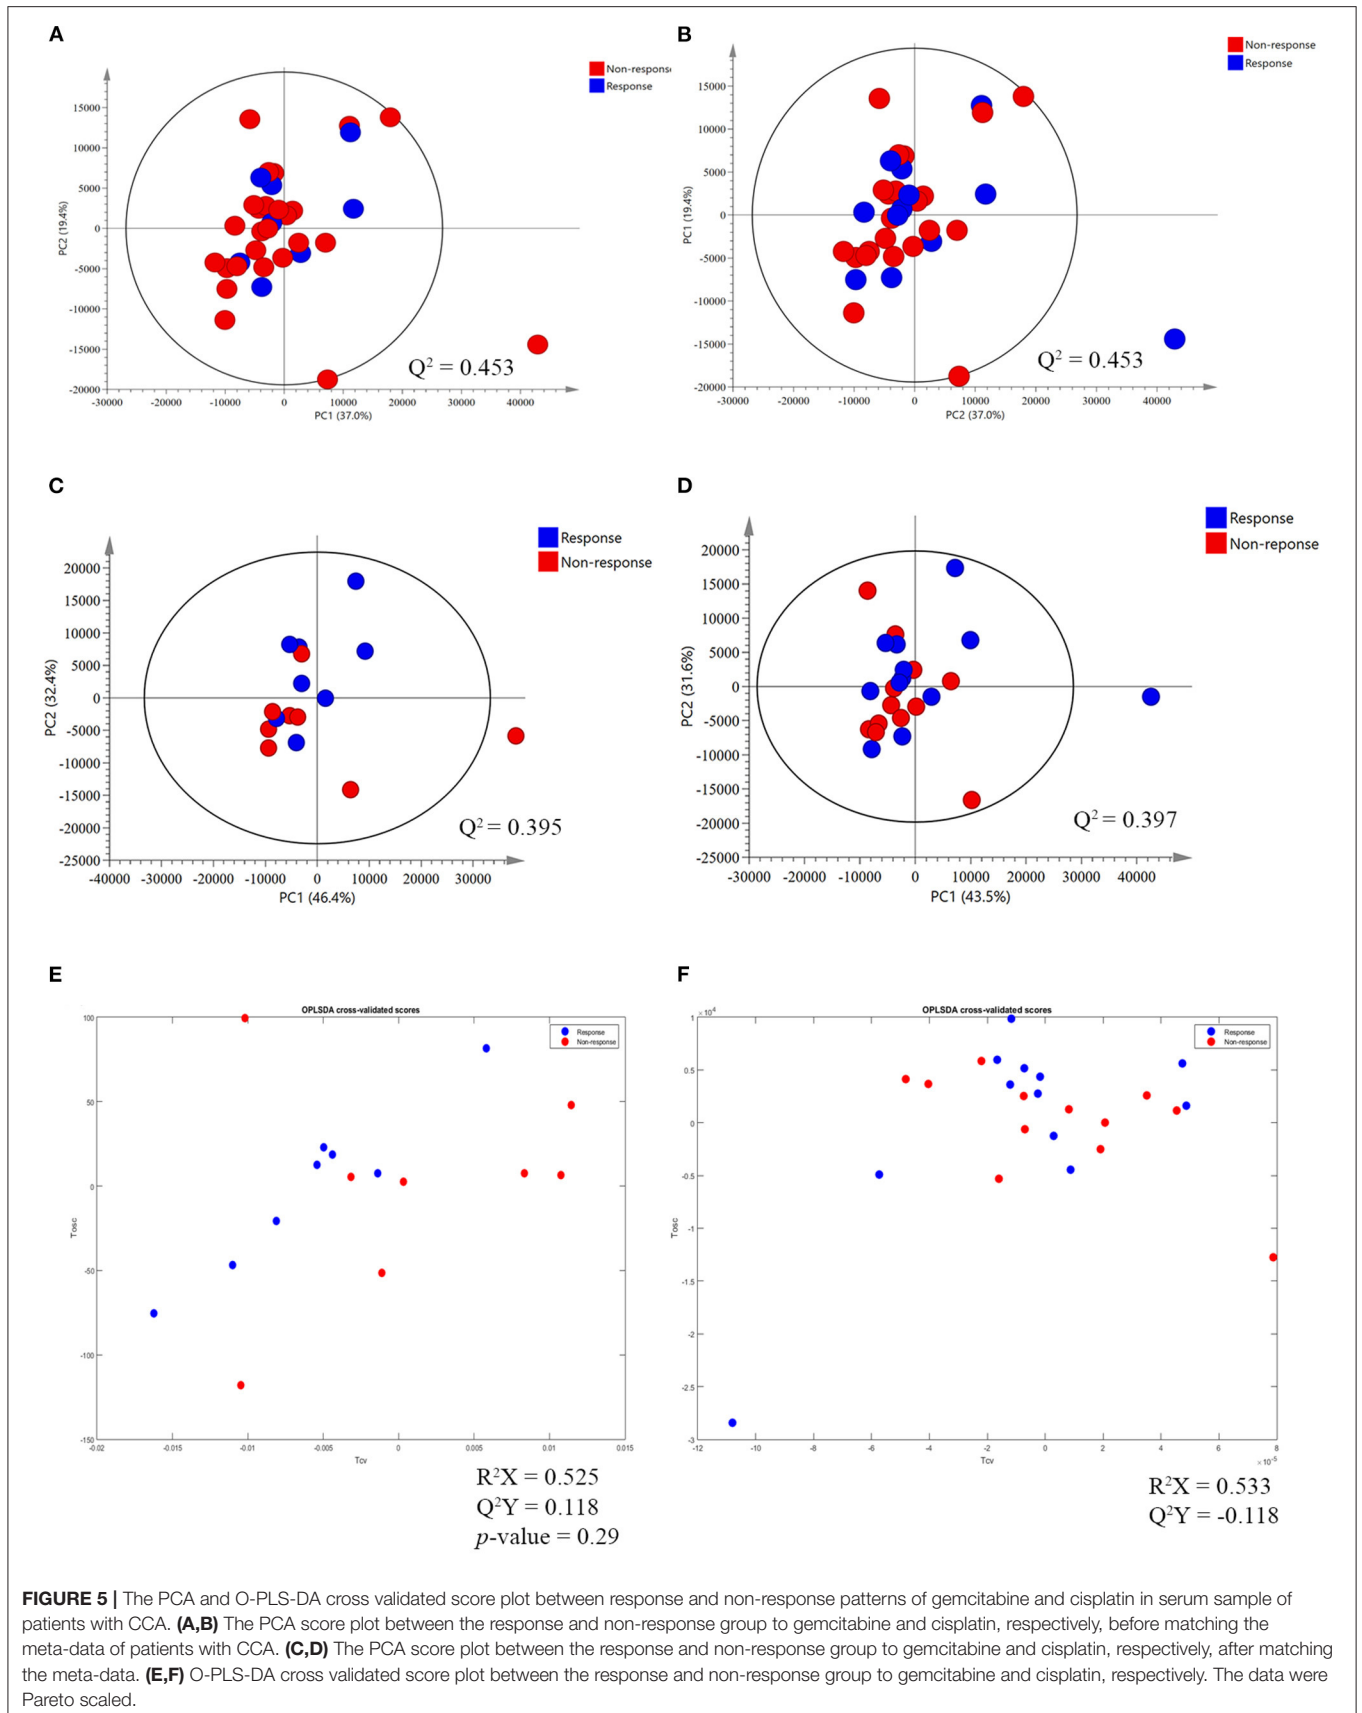 A
Non-response
Response
15000
10000
5000
0
-5000
-10000
-15000
-20000
PC2 (19.4%)
-30000 -20000 -10000 0 10000 20000 30000 40000
PC1 (37.0%)
Q² = 0.453
B
Non-response
Response
15000
10000
5000
0
-5000
-10000
-15000
-20000
PC1 (19.4%)
-30000 -20000 -10000 0 10000 20000 30000 40000
PC2 (37.0%)
Q² = 0.453
C
Response
Non-response
20000
15000
10000
5000
0
-5000
-10000
-15000
-20000
-25000
PC2 (32.4%)
-40000 -30000 -20000 -10000 0 10000 20000 30000
PC1 (46.4%)
Q² = 0.395
D
Response
Non-reponse
20000
15000
10000
5000
0
-5000
-10000
-15000
-20000
-25000
PC2 (31.6%)
-30000 -20000 -10000 0 10000 20000 30000 40000
PC1 (43.5%)
Q² = 0.397
E
OPLSDA cross-validated scores
Response
Non-response
100
50
0
-50
-100
-150
Tosc
-0.02 -0.015 -0.01 -0.005 0 0.005 0.01 0.015
Tcv
R²X = 0.525
Q²Y = 0.118
p-value = 0.29
F
×10⁴
OPLSDA cross-validated scores
Response
Non-response
1
0.5
0
-0.5
-1
-1.5
-2
-2.5
-3
Tosc
-12 -10 -8 -6 -4 -2 0 2 4 6 8
Tcv
×10⁻⁵
R²X = 0.533
Q²Y = -0.118
FIGURE 5 | The PCA and O-PLS-DA cross validated score plot between response and non-response patterns of gemcitabine and cisplatin in serum sample of
patients with CCA. (A,B) The PCA score plot between the response and non-response group to gemcitabine and cisplatin, respectively, before matching the
meta-data of patients with CCA. (C,D) The PCA score plot between the response and non-response group to gemcitabine and cisplatin, respectively, after matching
the meta-data. (E,F) O-PLS-DA cross validated score plot between the response and non-response group to gemcitabine and cisplatin, respectively. The data were
Pareto scaled.